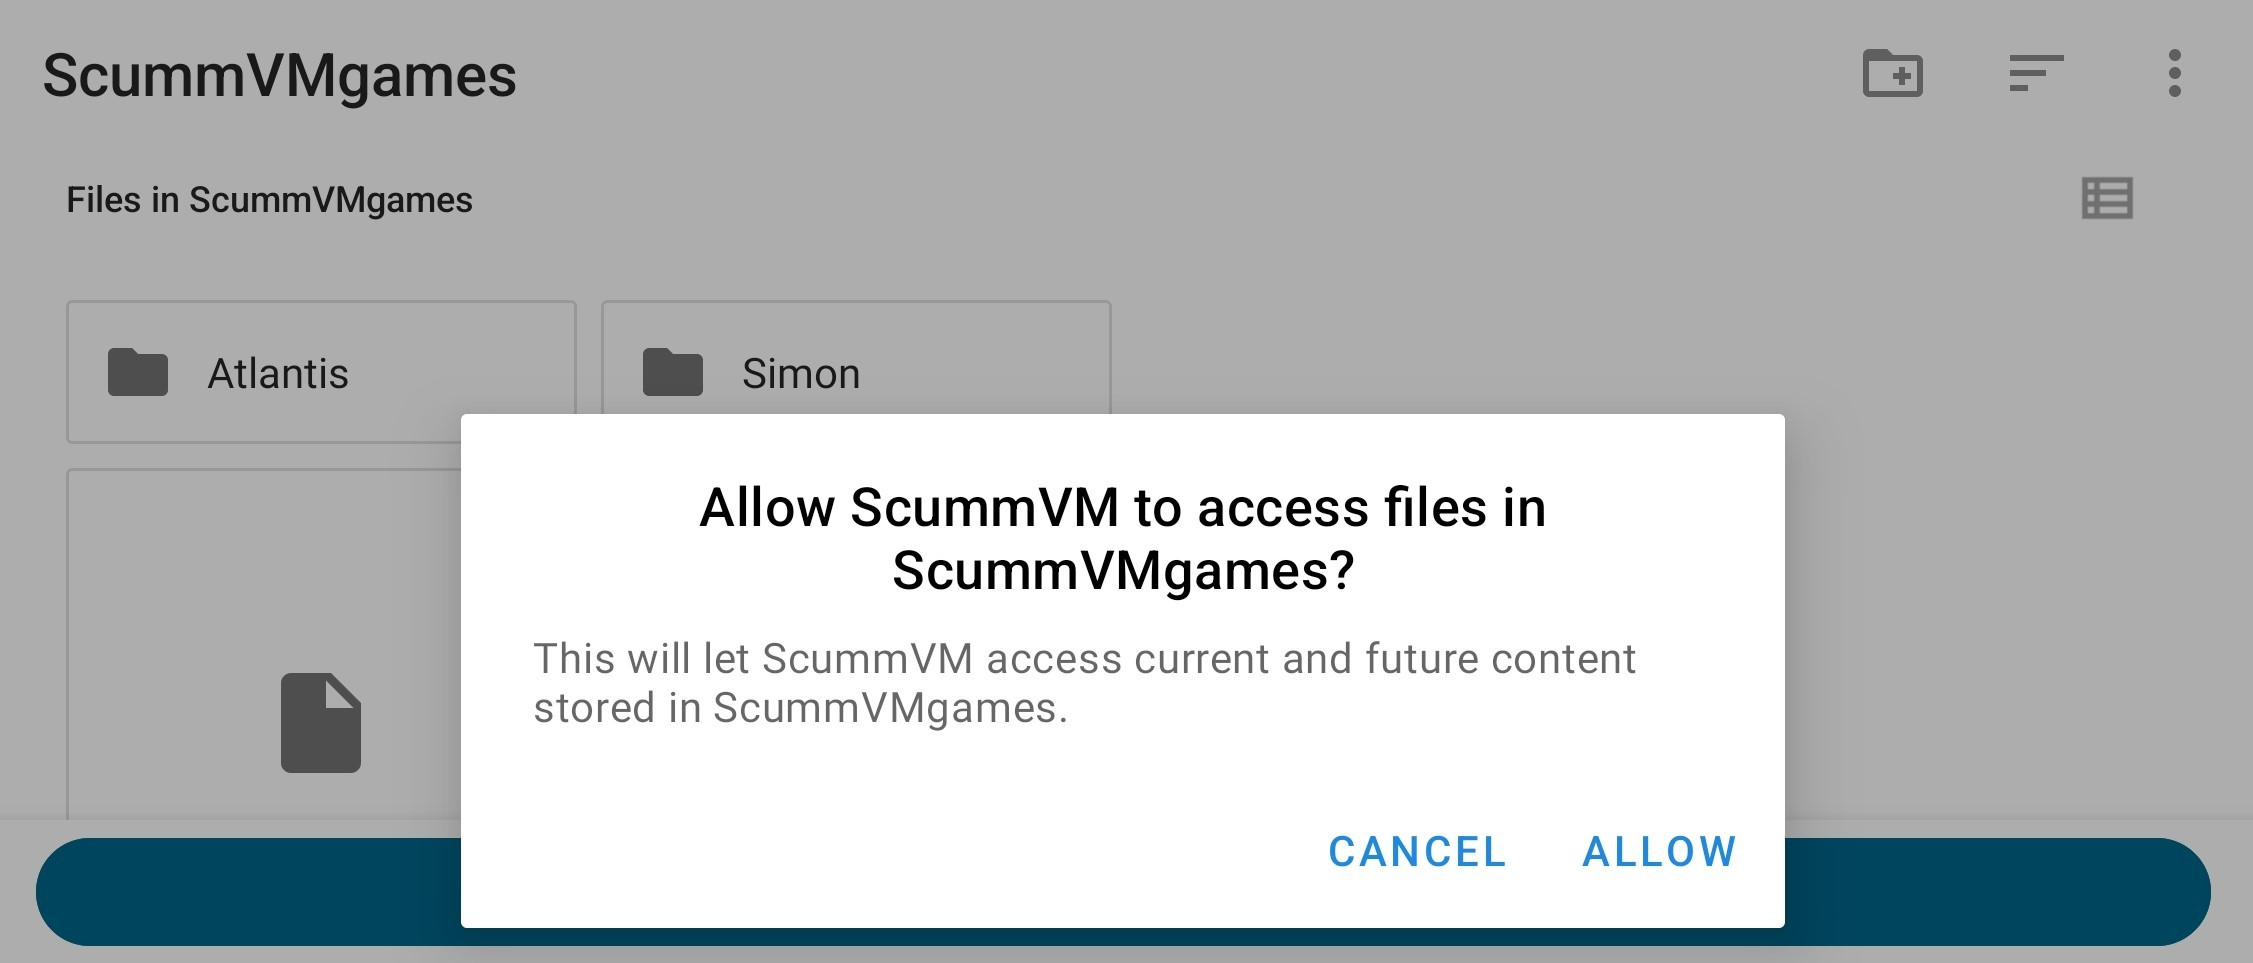 ScummVMgames
Files in ScummVMgames
Atlantis
Simon
Allow ScummVM to access files in
ScummVMgames?
This will let ScummVM access current and future content
stored in ScummVMgames.
CANCEL
ALLOW